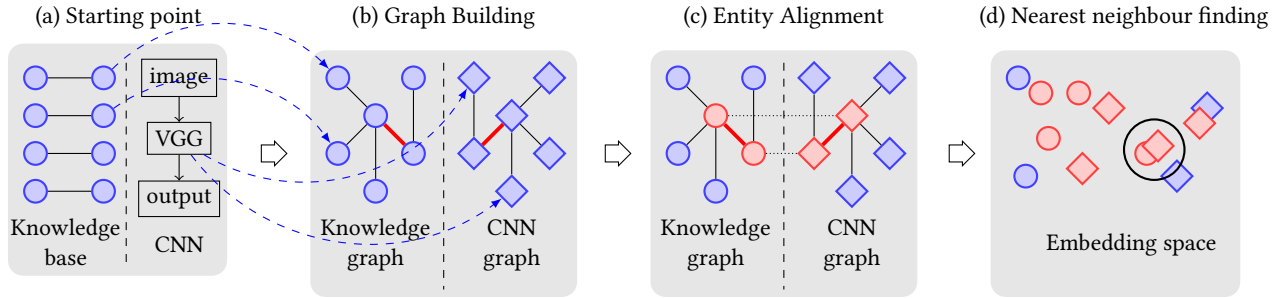 (a) Starting point
(b) Graph Building
(c) Entity Alignment
(d) Nearest neighbour finding
image
VGG
output
Knowledge
base
CNN
Knowledge
graph
CNN
graph
Knowledge
graph
CNN
graph
Embedding space